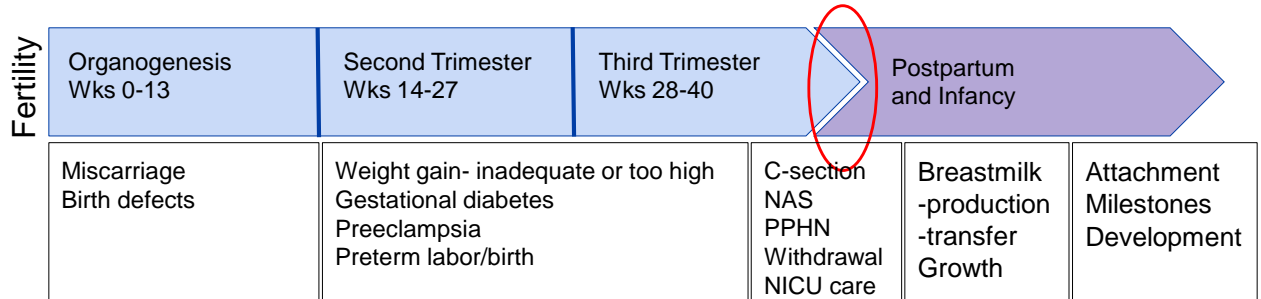 Fertility
Organogenesis
Wks 0-13
Second Trimester
Wks 14-27
Third Trimester
Wks 28-40
Postpartum
and Infancy
Miscarriage
Birth defects
Weight gain- inadequate or too high
Gestational diabetes
Preeclampsia
Preterm labor/birth
C-section
NAS
PPHN
Withdrawal
NICU care
Breastmilk
-production
-transfer
Growth
Attachment
Milestones
Development